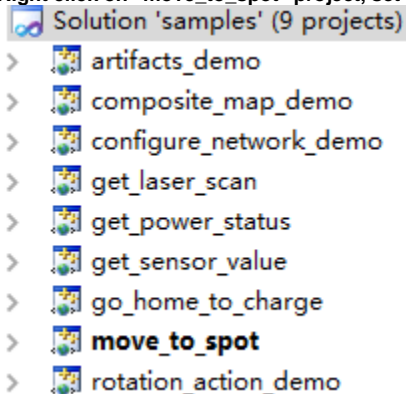 Solution 'samples' (9 projects)
artifacts_demo
composite_map_demo
configure_network_demo
get_laser_scan
get_power_status
get_sensor_value
go_home_to_charge
move_to_spot
rotation_action_demo